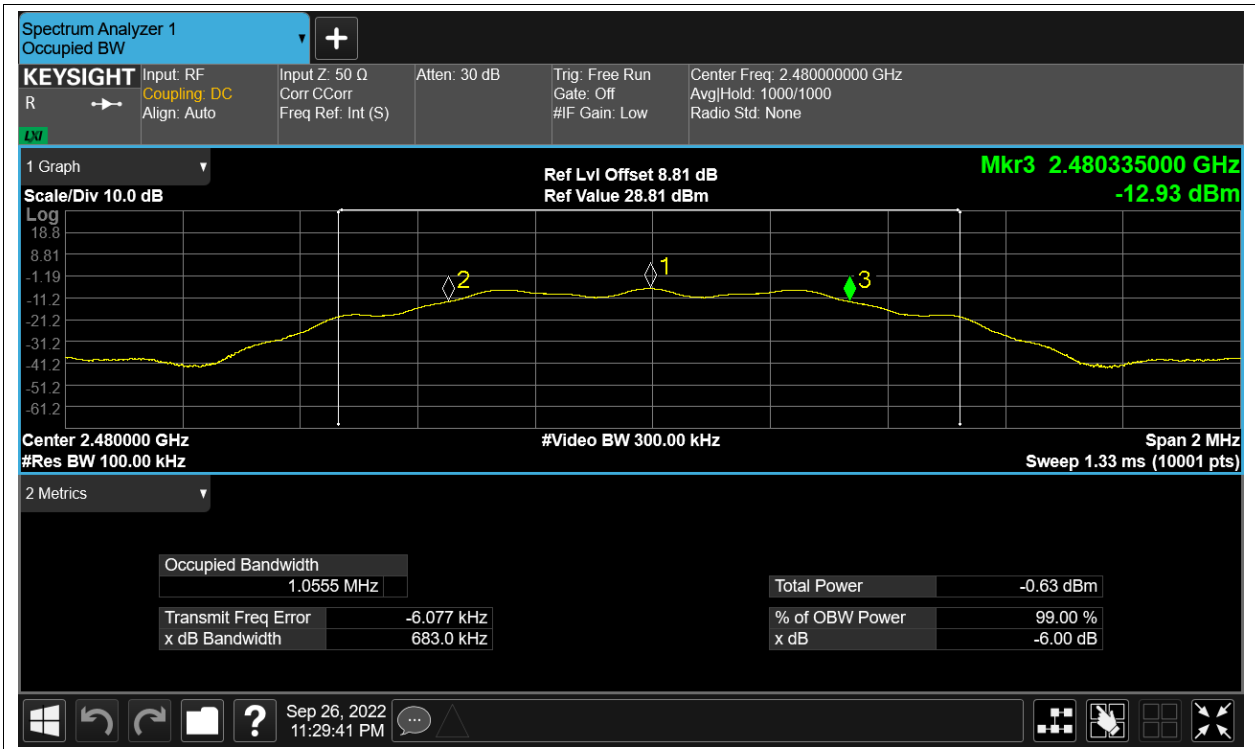 Spectrum Analyzer 1
Occupied BW
KEYSIGHT
R
LXI
Input: RF
Coupling: DC
Align: Auto
Input Z: 50 Ω
Corr CCorr
Freq Ref: Int (S)
Atten: 30 dB
Trig: Free Run
Gate: Off
#IF Gain: Low
Center Freq: 2.480000000 GHz
Avg|Hold: 1000/1000
Radio Std: None
1 Graph
Scale/Div 10.0 dB
Ref Lvl Offset 8.81 dB
Ref Value 28.81 dBm
Mkr3 2.480335000 GHz
-12.93 dBm
Log
18.8
8.81
-1.19
-11.2
-21.2
-31.2
-41.2
-51.2
-61.2
2
1
3
Center 2.480000 GHz
#Video BW 300.00 kHz
Span 2 MHz
#Res BW 100.00 kHz
Sweep 1.33 ms (10001 pts)
2 Metrics
Occupied Bandwidth
1.0555 MHz
Total Power -0.63 dBm
Transmit Freq Error -6.077 kHz
% of OBW Power 99.00 %
x dB Bandwidth 683.0 kHz
x dB -6.00 dB
?
Sep 26, 2022
11:29:41 PM